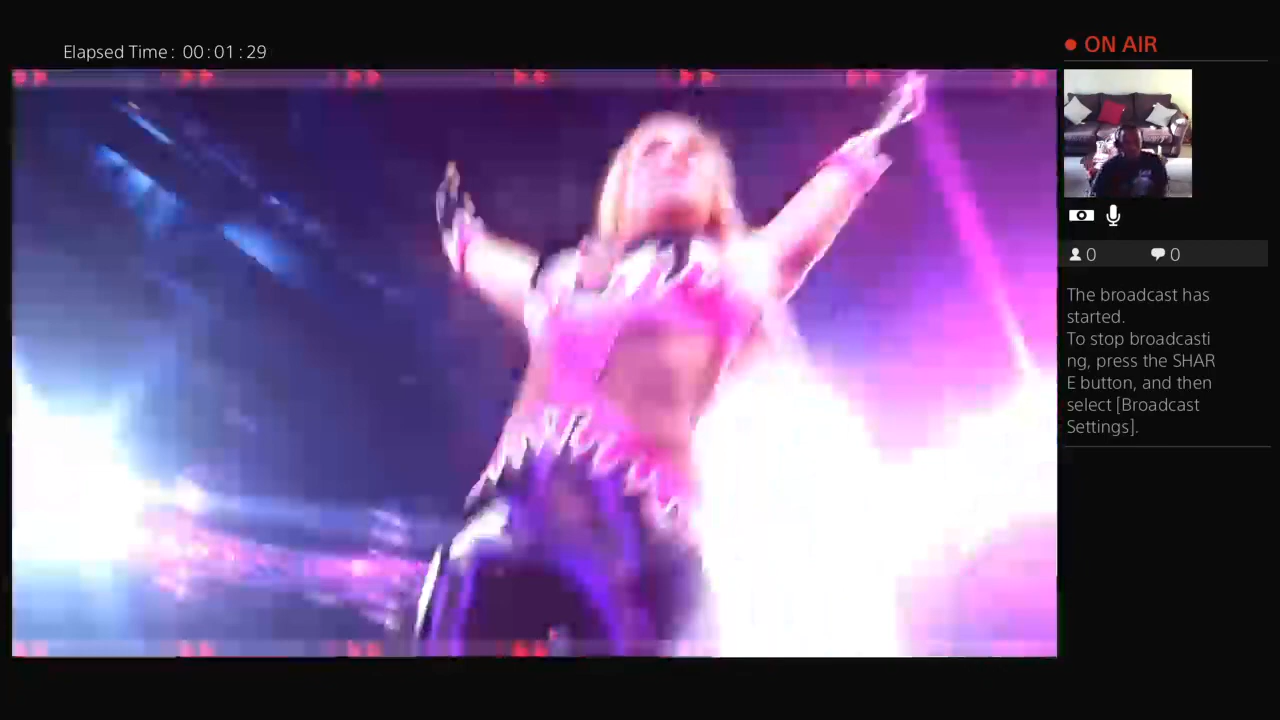 Elapsed Time: 00:01:29
ON AIR
0 0
The broadcast has
started.
To stop broadcasti
ng, press the SHAR
E button, and then
select [Broadcast
Settings].